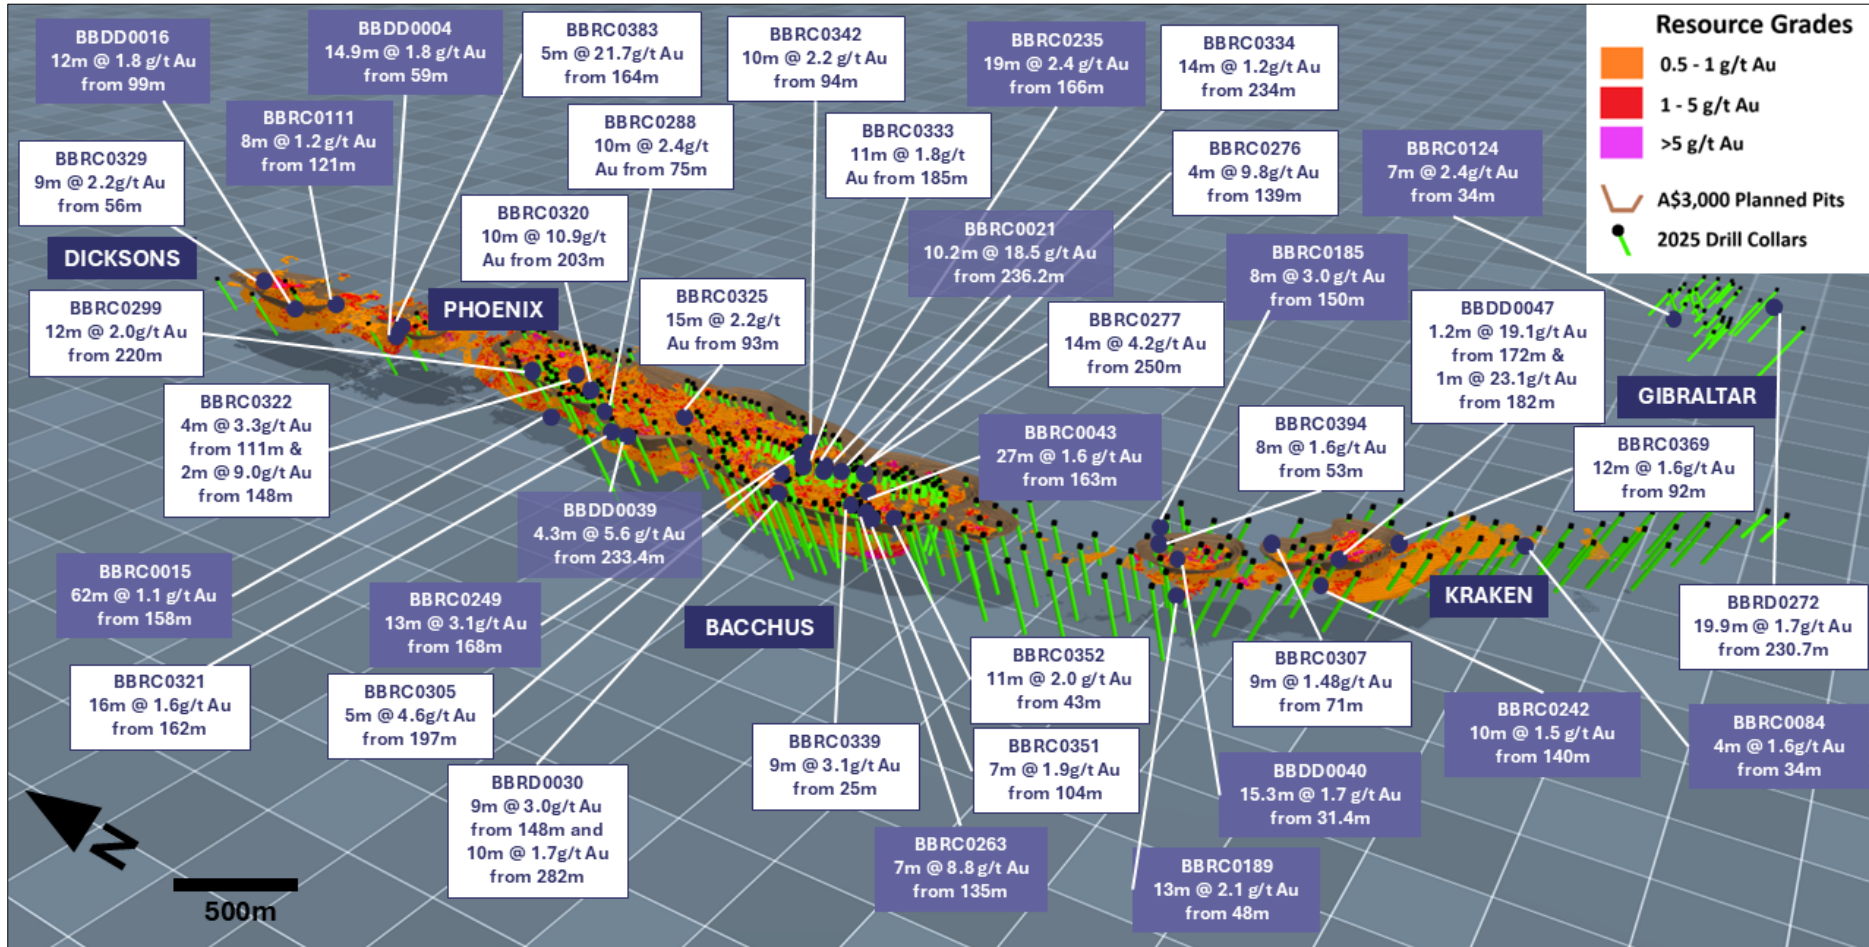 BBDD0016
12m @ 1.8 g/t Au
from 99m
BBDD0004
14.9m @ 1.8 g/t Au
from 59m
BBRC0383
5m @ 21.7g/t Au
from 164m
BBRC0342
10m @ 2.2 g/t Au
from 94m
BBRC0235
19m @ 2.4 g/t Au
from 166m
BBRC0334
14m @ 1.2g/t Au
from 234m
Resource Grades
0.5 - 1 g/t Au
1 - 5 g/t Au
>5 g/t Au
A$3,000 Planned Pits
2025 Drill Collars
BBRC0111
8m @ 1.2 g/t Au
from 121m
BBRC0288
10m @ 2.4g/t
Au from 75m
BBRC0333
11m @ 1.8g/t
Au from 185m
BBRC0276
4m @ 9.8g/t Au
from 139m
BBRC0124
7m @ 2.4g/t Au
from 34m
BBRC0329
9m @ 2.2g/t Au
from 56m
BBRC0320
10m @ 10.9g/t
Au from 203m
BBRC0021
10.2m @ 18.5 g/t Au
from 236.2m
BBRC0185
8m @ 3.0 g/t Au
from 150m
DICKSONS
PHOENIX
BBRC0299
12m @ 2.0g/t Au
from 220m
BBRC0325
15m @ 2.2g/t
Au from 93m
BBRC0277
14m @ 4.2g/t Au
from 250m
BBDD0047
1.2m @ 19.1g/t Au
from 172m &
1m @ 23.1g/t Au
from 182m
GIBRALTAR
BBRC0322
4m @ 3.3g/t Au
from 111m &
2m @ 9.0g/t Au
from 148m
BBRC0043
27m @ 1.6 g/t Au
from 163m
BBRC0394
8m @ 1.6g/t Au
from 53m
BBRC0369
12m @ 1.6g/t Au
from 92m
BBDD0039
4.3m @ 5.6 g/t Au
from 233.4m
BBRC0015
62m @ 1.1 g/t Au
from 158m
BBRC0249
13m @ 3.1g/t Au
from 168m
BACCHUS
KRAKEN
BBRD0272
19.9m @ 1.7g/t Au
from 230.7m
BBRC0321
16m @ 1.6g/t Au
from 162m
BBRC0305
5m @ 4.6g/t Au
from 197m
BBRC0352
11m @ 2.0 g/t Au
from 43m
BBRC0307
9m @ 1.48g/t Au
from 71m
BBRC0242
10m @ 1.5 g/t Au
from 140m
BBRC0084
4m @ 1.6g/t Au
from 34m
BBRC0339
9m @ 3.1g/t Au
from 25m
BBRC0351
7m @ 1.9g/t Au
from 104m
BBDD0040
15.3m @ 1.7 g/t Au
from 31.4m
BBRD0030
9m @ 3.0g/t Au
from 148m and
10m @ 1.7g/t Au
from 282m
BBRC0263
7m @ 8.8 g/t Au
from 135m
BBRC0189
13m @ 2.1 g/t Au
from 48m
N
500m